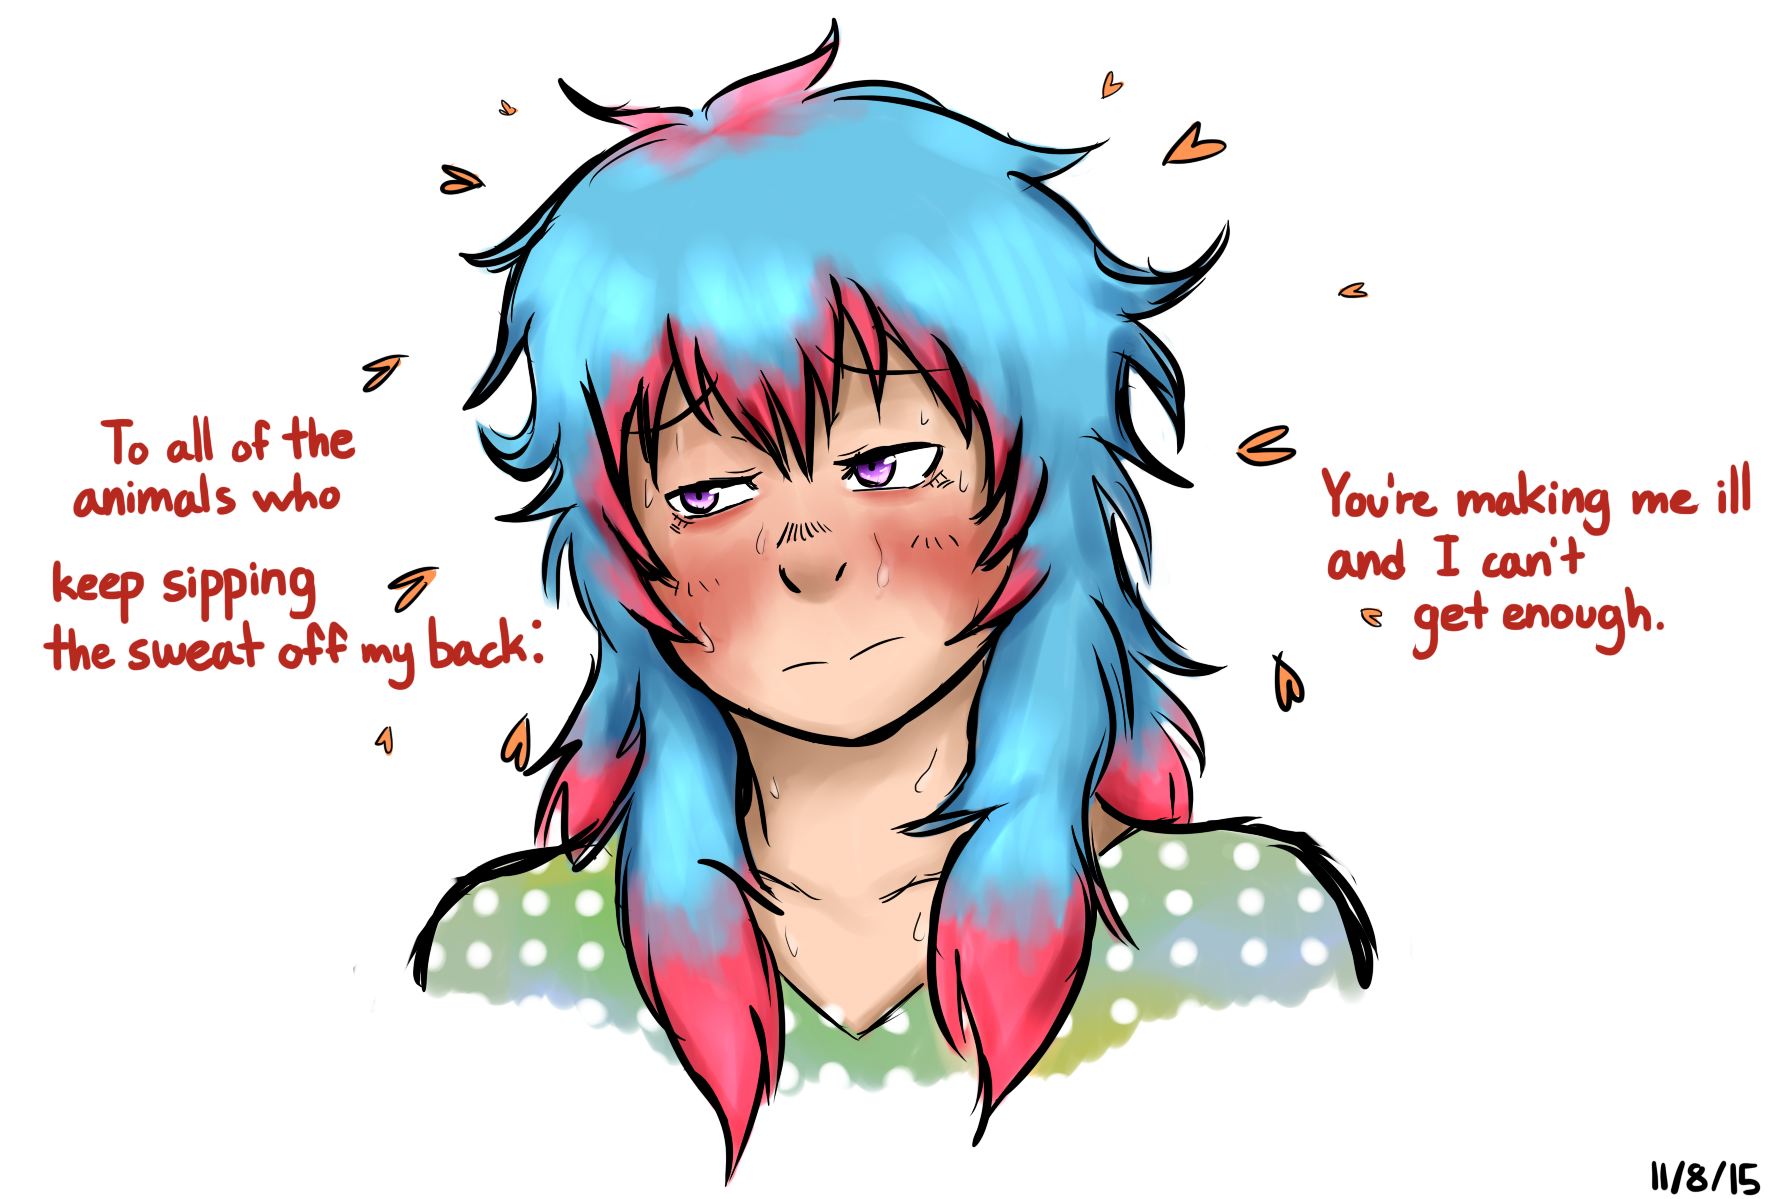 To all of the
animals who
keep sipping
the sweat off my back:
You're making me ill
and I can't
get enough.
11/8/15